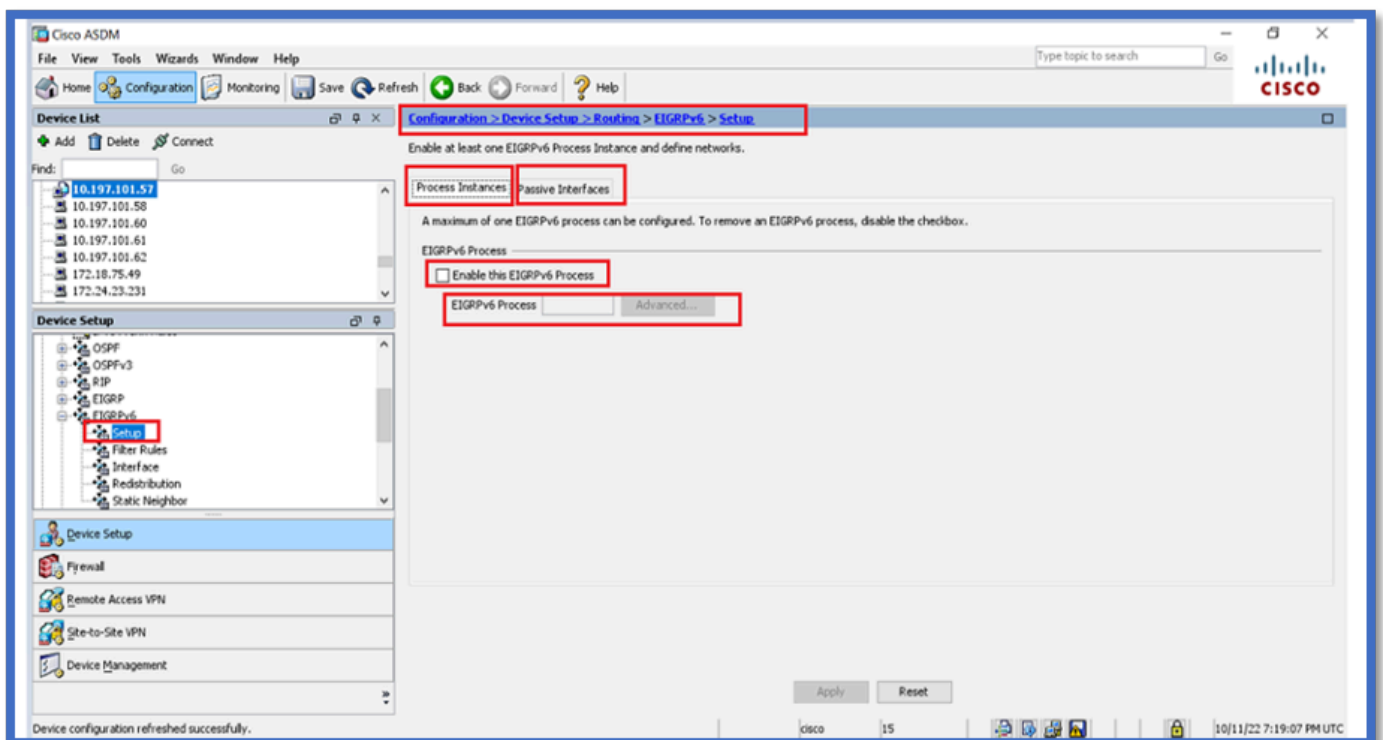 Cisco ASDM
File View Tools Wizards Window Help
Type topic to search Go
Home Configuration Monitoring Save Refresh Back Forward Help
CISCO
Device List
Add Delete Connect
Find: Go
10.197.101.57
10.197.101.58
10.197.101.60
10.197.101.61
10.197.101.62
172.18.75.49
172.24.23.231
Device Setup
OSPF
OSPFv3
RIP
EIGRP
EIGRPv6
Setup
Filter Rules
Interface
Redistribution
Static Neighbor
Device Setup
Firewall
Remote Access VPN
Site-to-Site VPN
Device Management
Configuration > Device Setup > Routing > EIGRPv6 > Setup
Enable at least one EIGRPv6 Process Instance and define networks.
Process Instances Passive Interfaces
A maximum of one EIGRPv6 process can be configured. To remove an EIGRPv6 process, disable the checkbox.
EIGRPv6 Process
Enable this EIGRPv6 Process
EIGRPv6 Process Advanced...
Apply Reset
Device configuration refreshed successfully. cisco 15 10/11/22 7:19:07 PM UTC